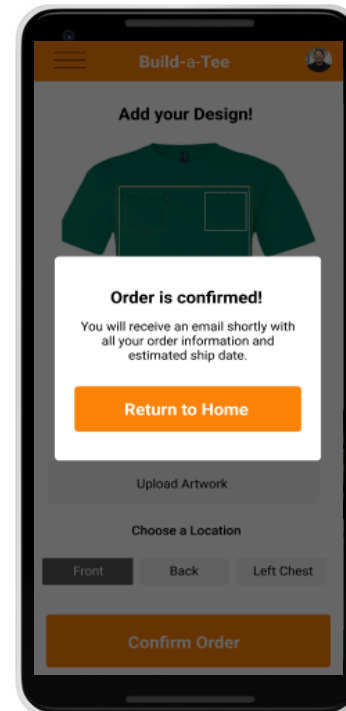 Build-a-Tee
Add your Design!
Order is confirmed!
You will receive an email shortly with
all your order information and
estimated ship date.
Return to Home
Upload Artwork
Choose a Location
Front
Back
Left Chest
Confirm Order